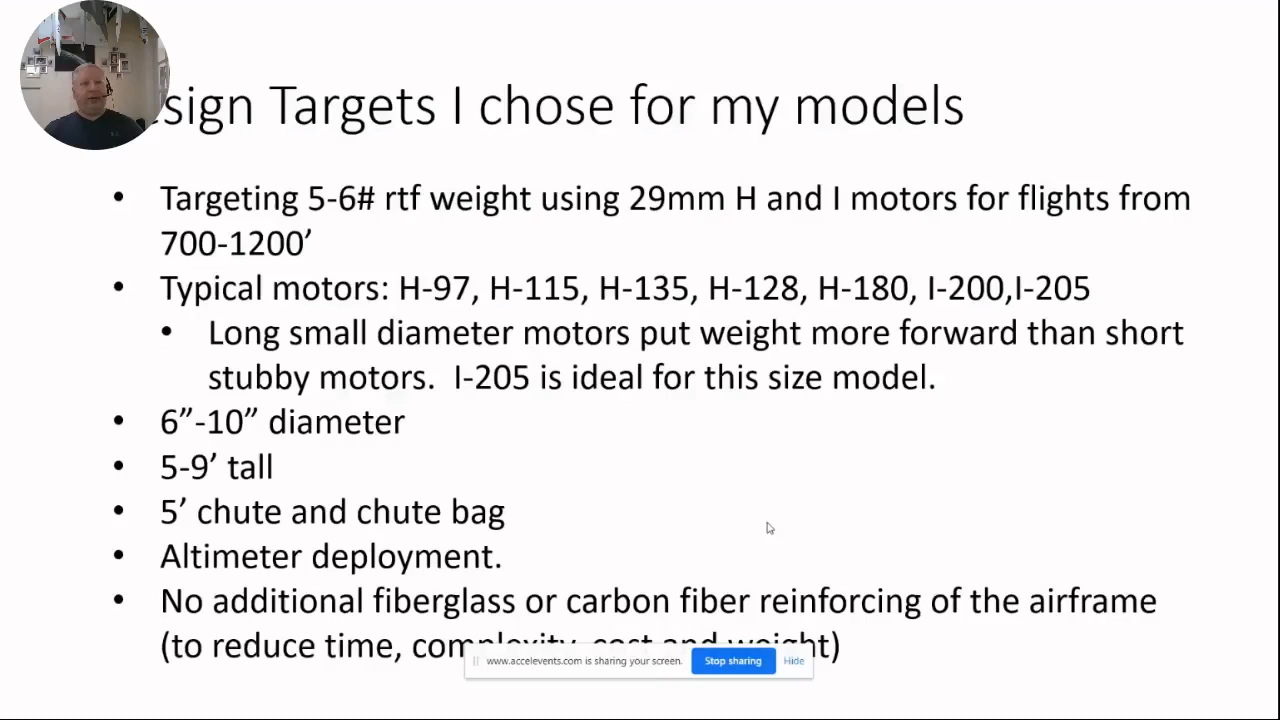 sign Targets I chose for my models
• Targeting 5-6# rtf weight using 29mm H and I motors for flights from
700-1200’
• Typical motors: H-97, H-115, H-135, H-128, H-180, I-200,I-205
• Long small diameter motors put weight more forward than short
stubby motors.  I-205 is ideal for this size model.
• 6”-10” diameter
• 5-9’ tall
• 5’ chute and chute bag
• Altimeter deployment.
• No additional fiberglass or carbon fiber reinforcing of the airframe
(to reduce time, complexity, cost and weight)
www.accelevents.com is sharing your screen. Stop sharing Hide